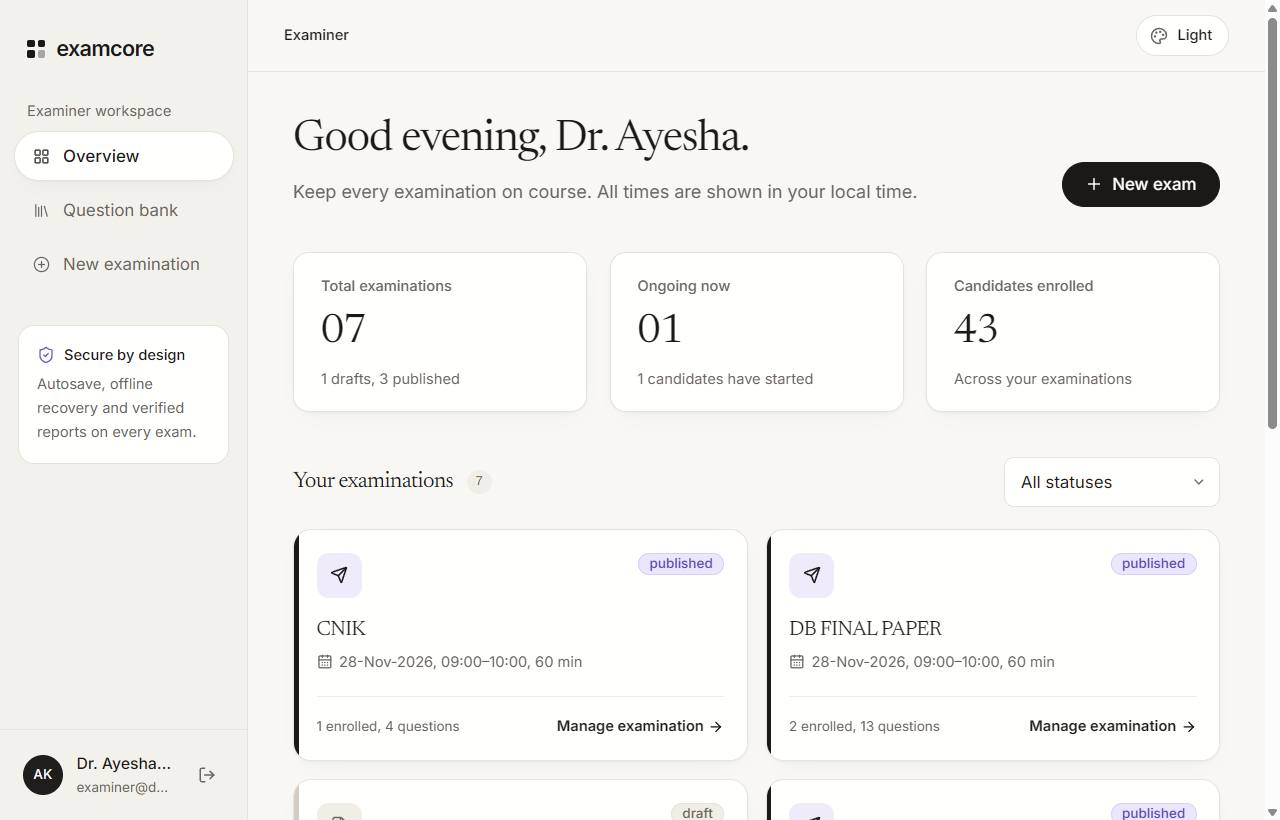 examcore
Examiner workspace
Overview
Question bank
New examination
Secure by design
Autosave, offline
recovery and verified
reports on every exam.
AK
Dr. Ayesha...
examiner@d...
Examiner
Light
Good evening, Dr. Ayesha.
Keep every examination on course. All times are shown in your local time.
New exam
Total examinations
07
1 drafts, 3 published
Ongoing now
01
1 candidates have started
Candidates enrolled
43
Across your examinations
Your examinations 7
All statuses
published
CNIK
28-Nov-2026, 09:00–10:00, 60 min
1 enrolled, 4 questions
Manage examination
published
DB FINAL PAPER
28-Nov-2026, 09:00–10:00, 60 min
2 enrolled, 13 questions
Manage examination
draft
published